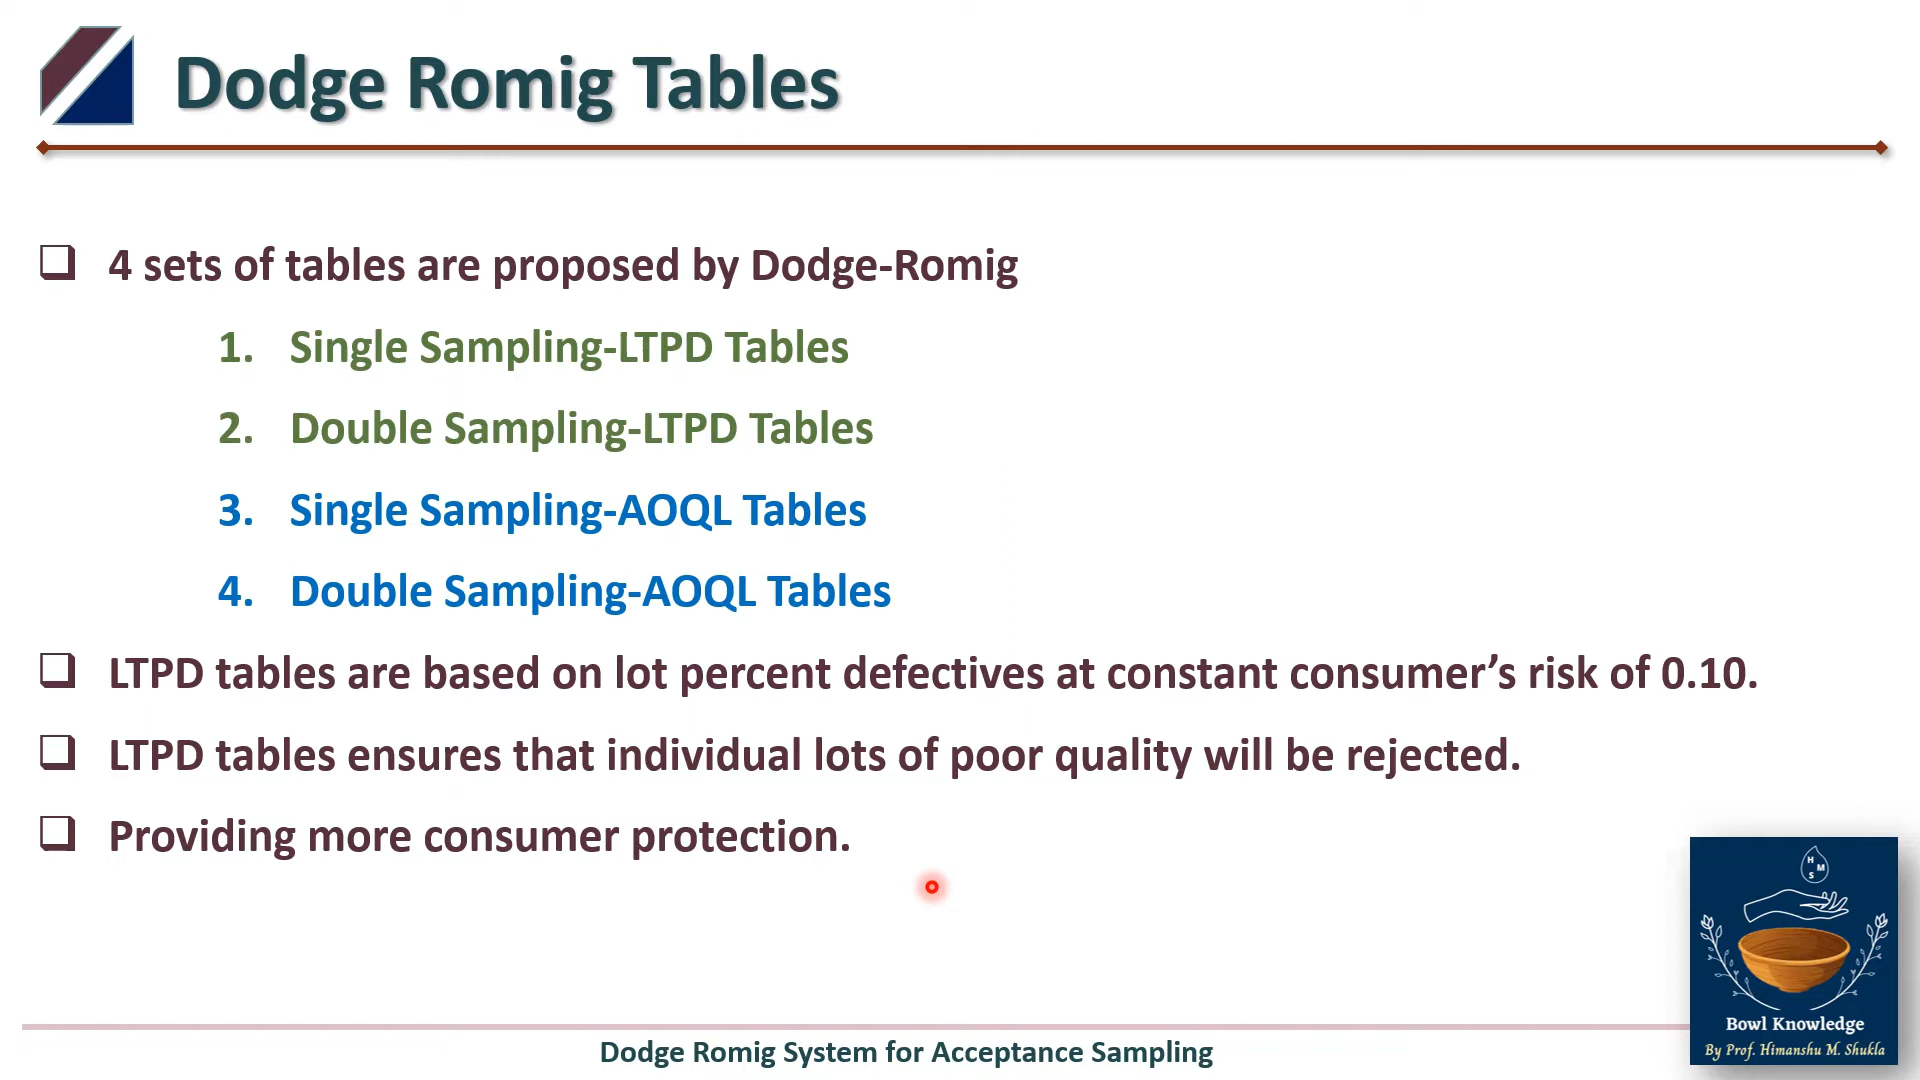 Dodge Romig Tables
4 sets of tables are proposed by Dodge-Romig
1. Single Sampling-LTPD Tables
2. Double Sampling-LTPD Tables
3. Single Sampling-AOQL Tables
4. Double Sampling-AOQL Tables
LTPD tables are based on lot percent defectives at constant consumer’s risk of 0.10.
LTPD tables ensures that individual lots of poor quality will be rejected.
Providing more consumer protection.
H
M
S
Bowl Knowledge
By Prof. Himanshu M. Shukla
Dodge Romig System for Acceptance Sampling